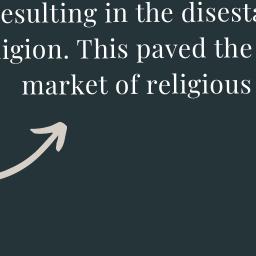 esulting in the disesta
igion. This paved the
market of religious